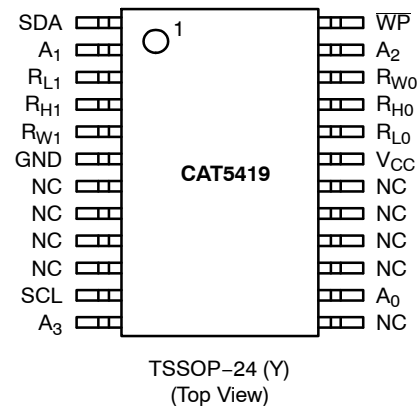 SDA 1 W̅P̅
A1 A2
RL1 RW0
RH1 RH0
RW1 RL0
GND VCC
CAT5419
NC NC
NC NC
NC NC
NC NC
SCL A0
A3 NC
TSSOP−24 (Y)
(Top View)